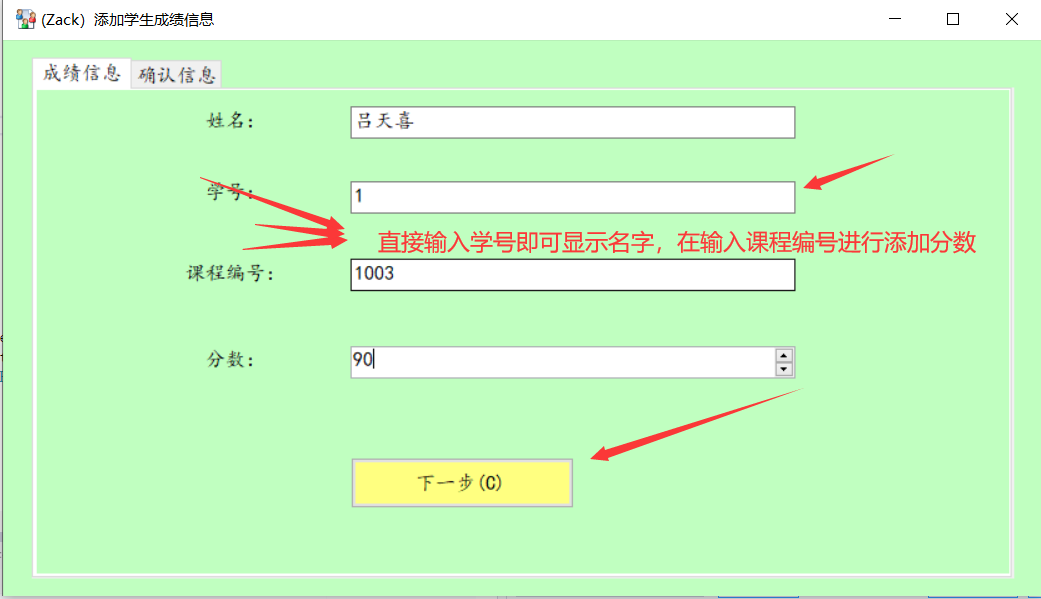 (Zack) 添加学生成绩信息
成绩信息 确认信息
姓名: 吕天喜
学号: 1
直接输入学号即可显示名字，在输入课程编号进行添加分数
课程编号: 1003
分数: 90
下一步(C)